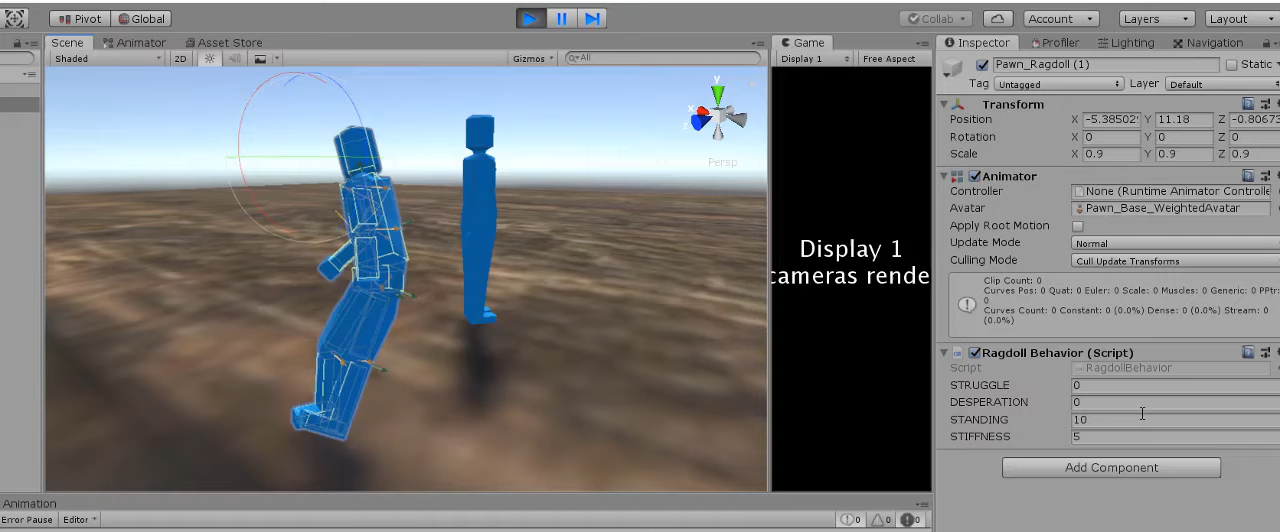 Pivot Global Collab Account Layers Layout
Scene Animator Asset Store Game Inspector Profiler Lighting Navigation
Shaded 2D Gizmos All Display 1 Free Aspect
Pawn_Ragdoll (1) Static
Tag Untagged Layer Default
Transform
Position X -5.38502 Y 11.18 Z -0.80673
Rotation X 0 Y 0 Z 0
Scale X 0.9 Y 0.9 Z 0.9
Animator
Controller None (Runtime Animator Controlle
Avatar Pawn_Base_WeightedAvatar
Apply Root Motion
Update Mode Normal
Culling Mode Cull Update Transforms
Clip Count: 0
Curves Pos: 0 Quat: 0 Euler: 0 Scale: 0 Muscles: 0 Generic: 0 PPtr:
0
Curves Count: 0 Constant: 0 (0.0%) Dense: 0 (0.0%) Stream: 0
(0.0%)
Ragdoll Behavior (Script)
Script RagdollBehavior
STRUGGLE 0
DESPERATION 0
STANDING 10
STIFFNESS 5
Add Component
y
x
z
Persp
Display 1
cameras rende
Animation
Error Pause Editor 0 0 0